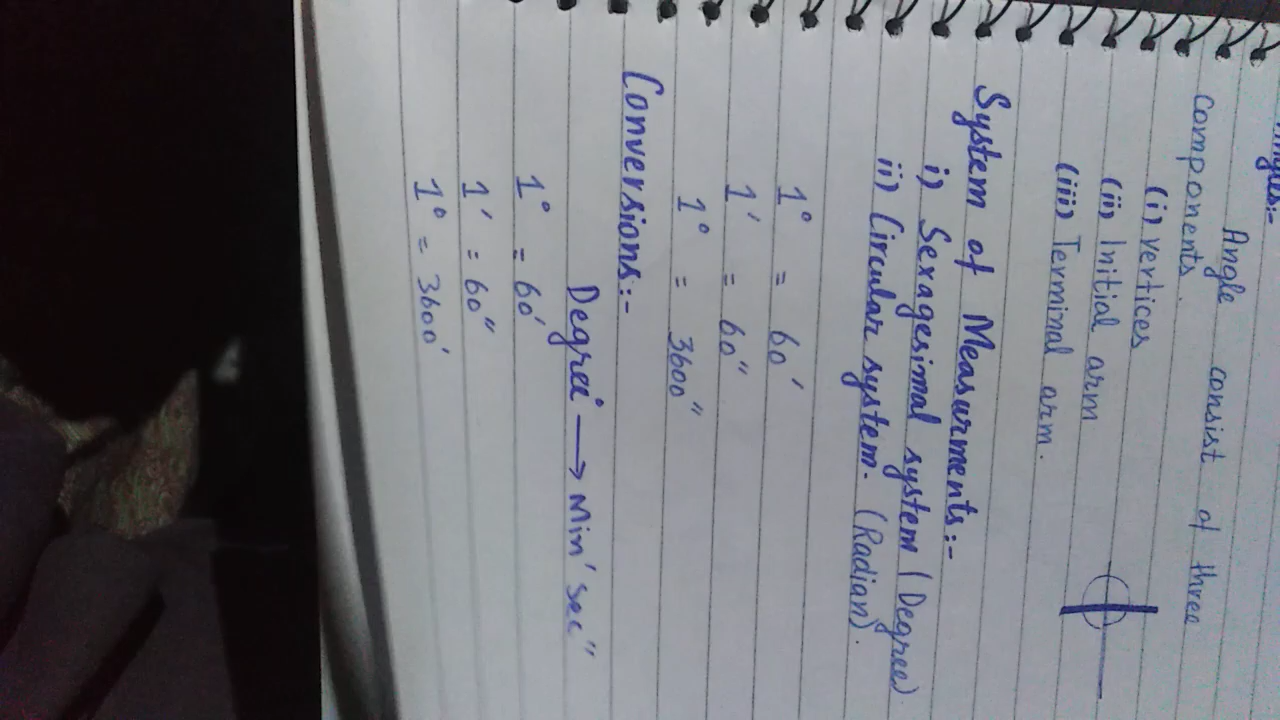 Angle consist of three
components.
(i) vertices
(ii) Initial arm
(iii) Terminal arm.
System of Measurments:-
i) Sexagesimal system (Degree)
ii) Circular system. (Radian).
1° = 60'
1' = 60"
1° = 3600"
Conversions:-
Degree° → Min' sec"
1° = 60'
1' = 60"
1° = 3600'